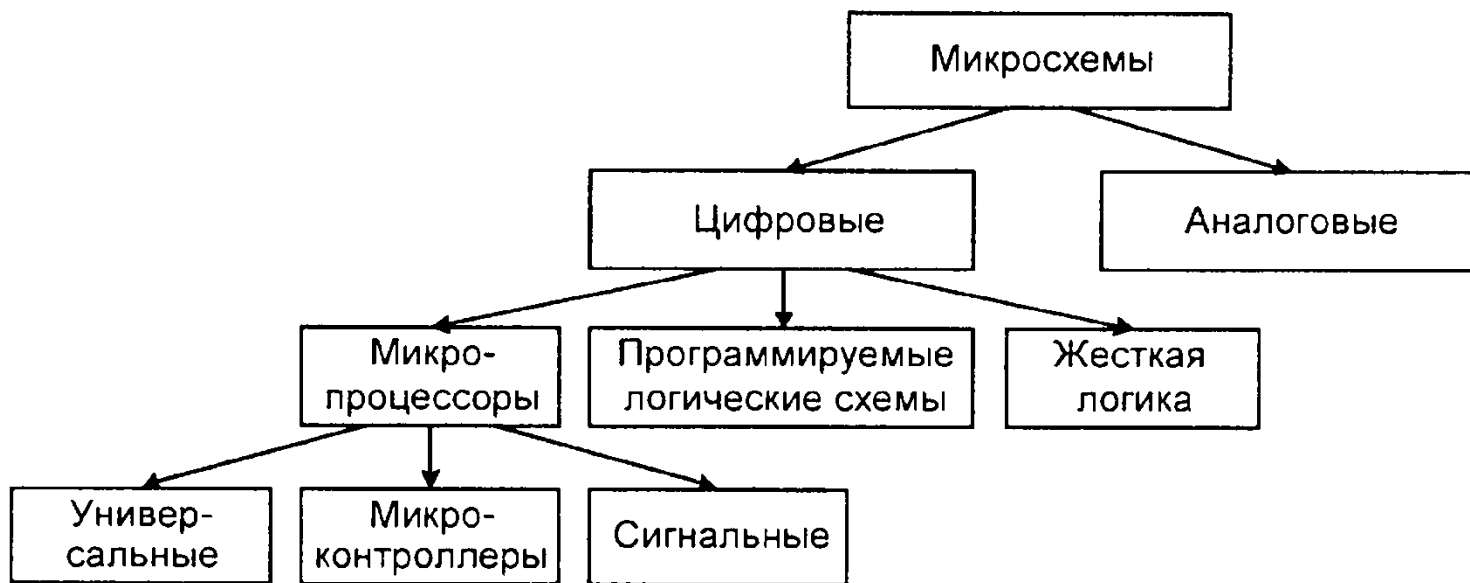 Микросхемы
Цифровые
Аналоговые
Микро-
процессоры
Программируемые
логические схемы
Жесткая
логика
Универ-
сальные
Микро-
контроллеры
Сигнальные